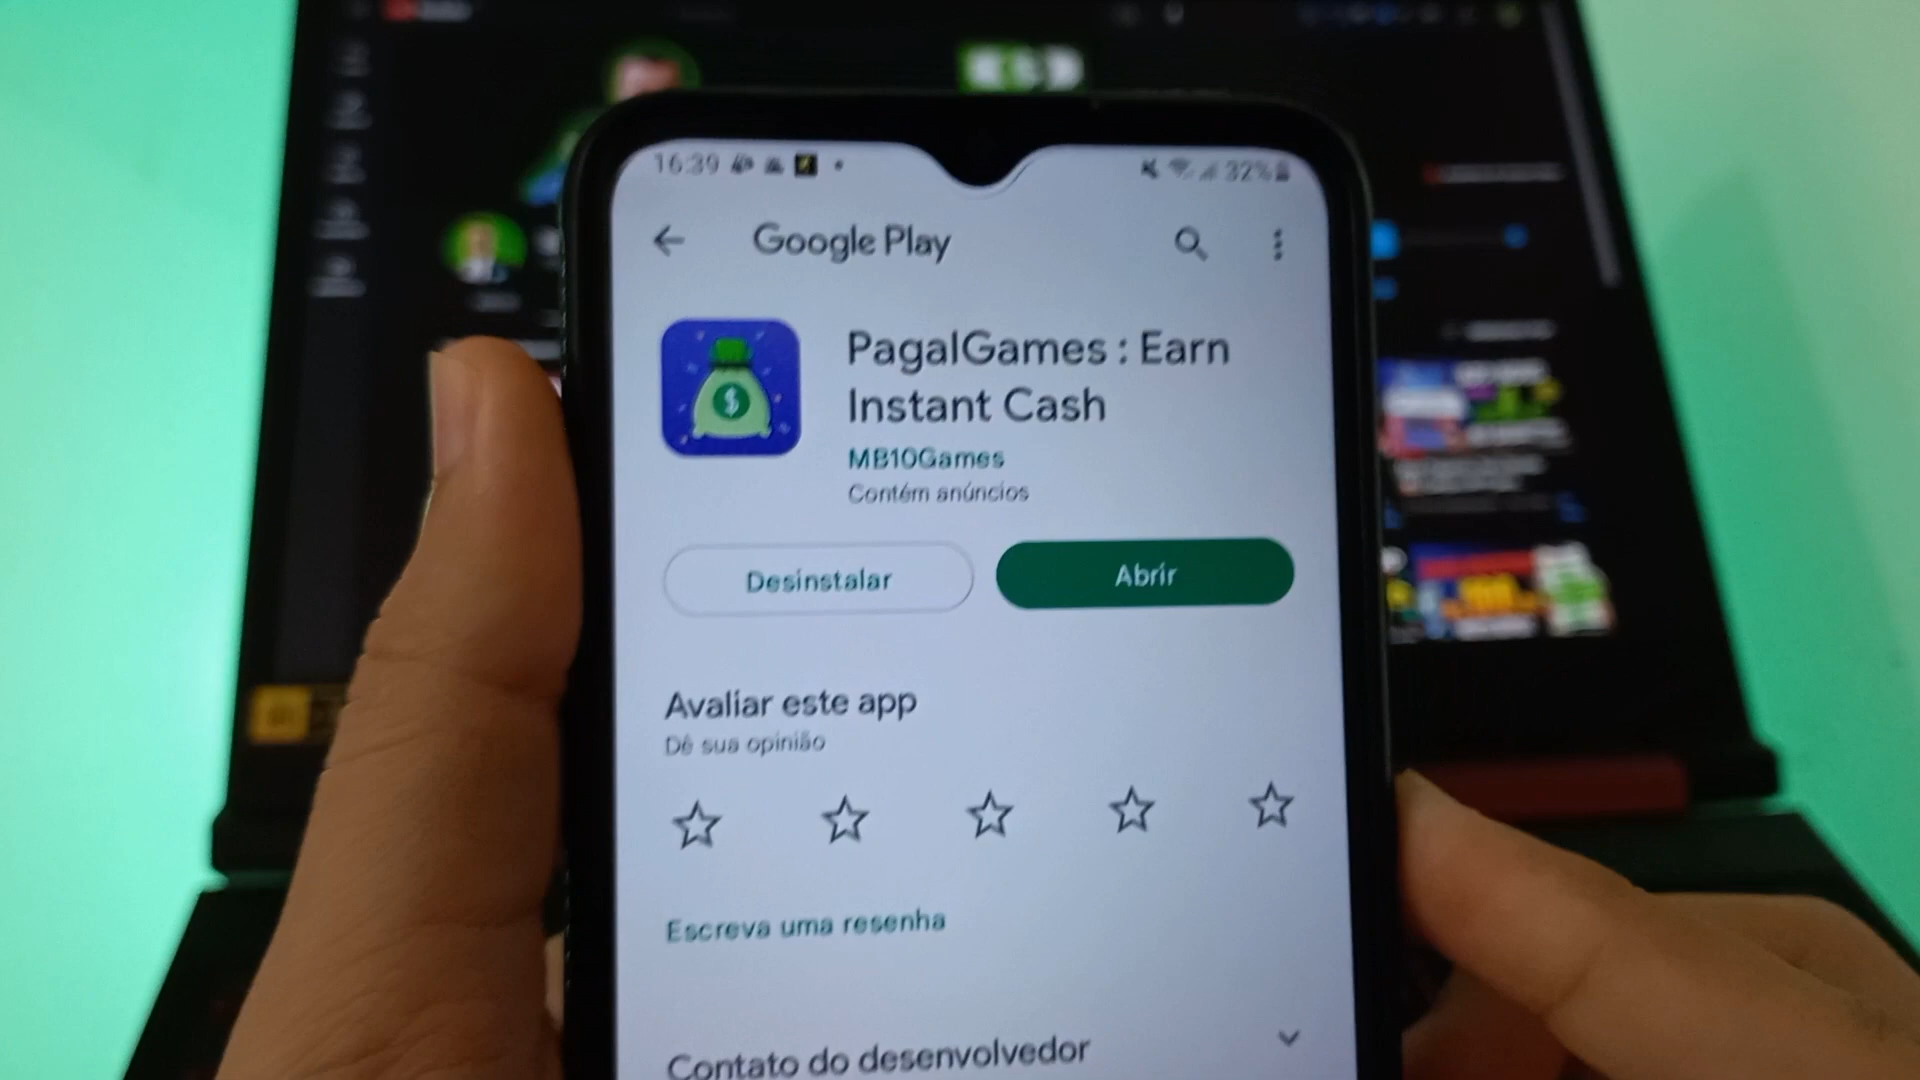 16:39
32%
Google Play
PagalGames : Earn
Instant Cash
MB10Games
Contém anúncios
$
Desinstalar
Abrir
Avaliar este app
Dê sua opinião
Escreva uma resenha
Contato do desenvolvedor